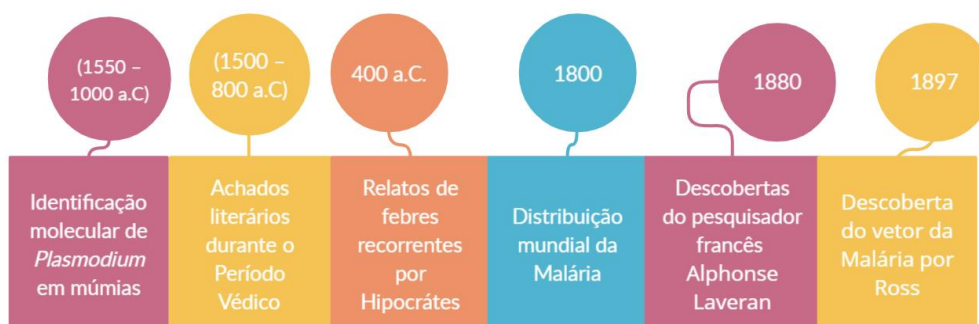 (1550 –
1000 a.C)
Identificação
molecular de
Plasmodium
em múmias
(1500 –
800 a.C)
Achados
literários
durante o
Período
Védico
400 a.C.
Relatos de
febres
recorrentes
por
Hipocrátes
1800
Distribuição
mundial da
Malária
1880
Descobertas
do pesquisador
francês
Alphonse
Laveran
1897
Descoberta
do vetor da
Malária por
Ross